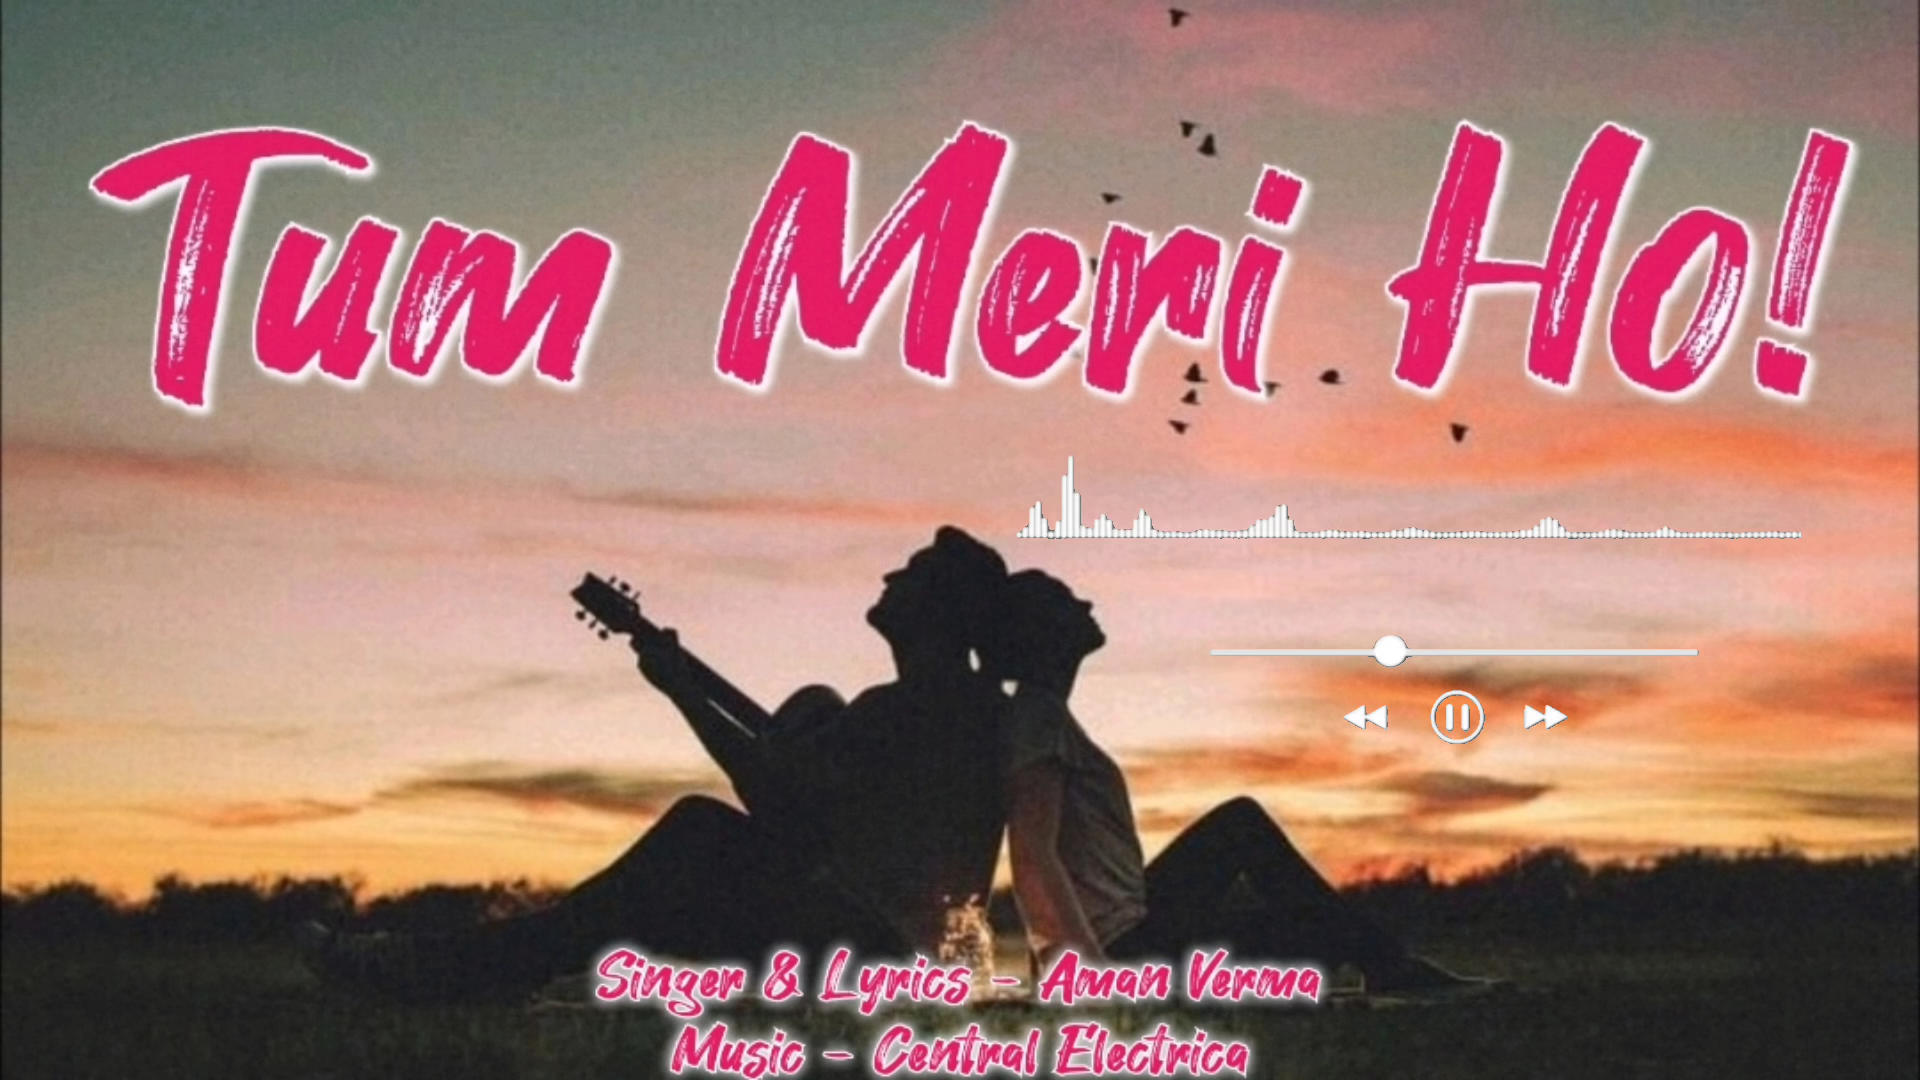 Tum Meri Ho!
Singer & Lyrics - Aman Verma
Music - Central Electrica